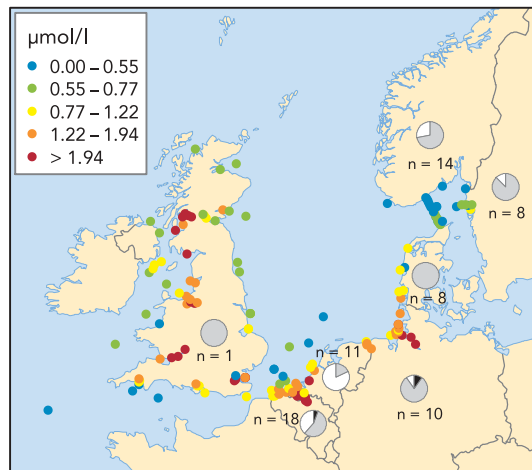 µmol/l
0.00 – 0.55
0.55 – 0.77
0.77 – 1.22
1.22 – 1.94
> 1.94
n = 14
n = 8
n = 8
n = 11
n = 1
n = 10
n = 18